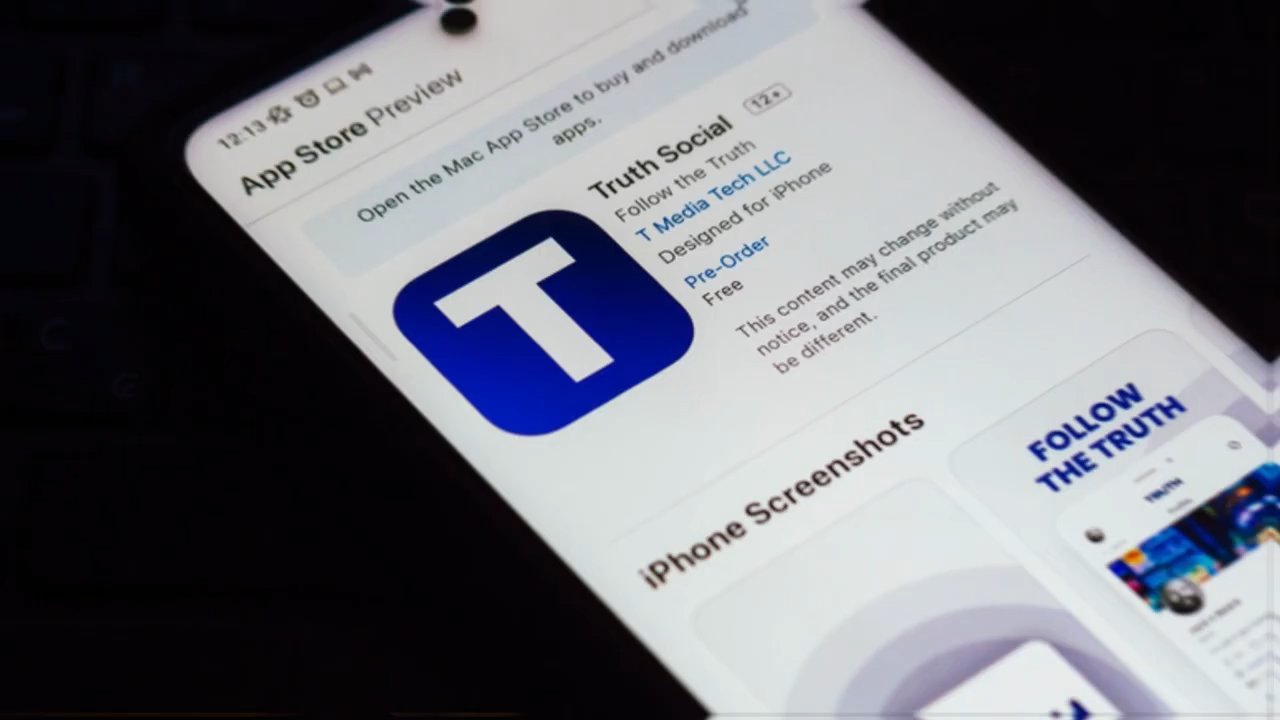 12:13
App Store Preview
Open the Mac App Store to buy and download
apps.
Truth Social 12+
Follow the Truth
T Media Tech LLC
Designed for iPhone
Pre-Order
Free
This content may change without
notice, and the final product may
be different.
T
iPhone Screenshots
FOLLOW
THE TRUTH
TRUTH